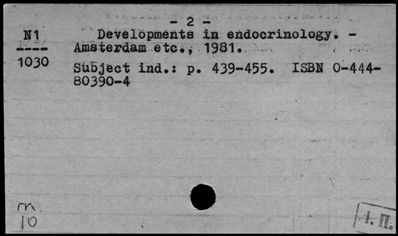 - 2 -
N1 Developments in endocrinology. -
---- Amsterdam etc., 1981.
1030 Subject ind.: p. 439-455. ISBN 0-444-
80390-4
m
10
1. П.